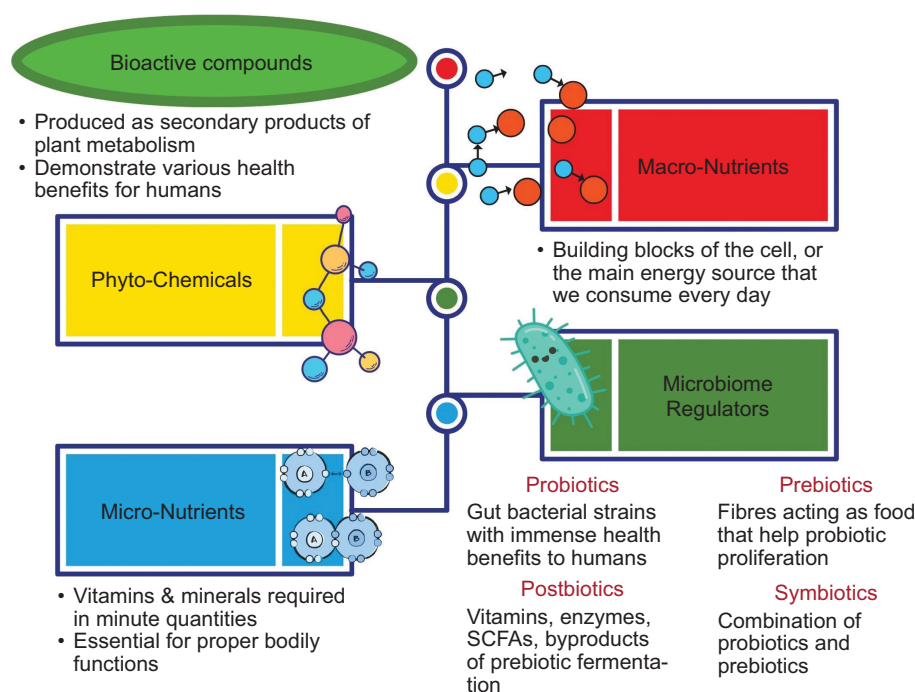 Bioactive compounds
• Produced as secondary products of
plant metabolism
• Demonstrate various health
benefits for humans
Macro-Nutrients
• Building blocks of the cell, or
the main energy source that
we consume every day
Phyto-Chemicals
Microbiome
Regulators
Micro-Nutrients
A
B
A
B
• Vitamins & minerals required
in minute quantities
• Essential for proper bodily
functions
Probiotics
Gut bacterial strains
with immense health
benefits to humans
Prebiotics
Fibres acting as food
that help probiotic
proliferation
Postbiotics
Vitamins, enzymes,
SCFAs, byproducts
of prebiotic fermenta-
tion
Symbiotics
Combination of
probiotics and
prebiotics